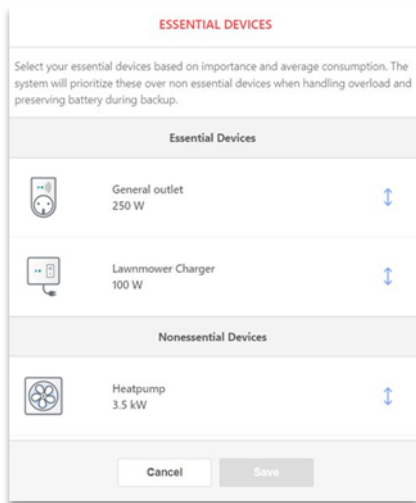 ESSENTIAL DEVICES
Select your essential devices based on importance and average consumption. The
system will prioritize these over non essential devices when handling overload and
preserving battery during backup.
Essential Devices
General outlet
250 W
Lawnmower Charger
100 W
Nonessential Devices
Heatpump
3.5 kW
Cancel
Save